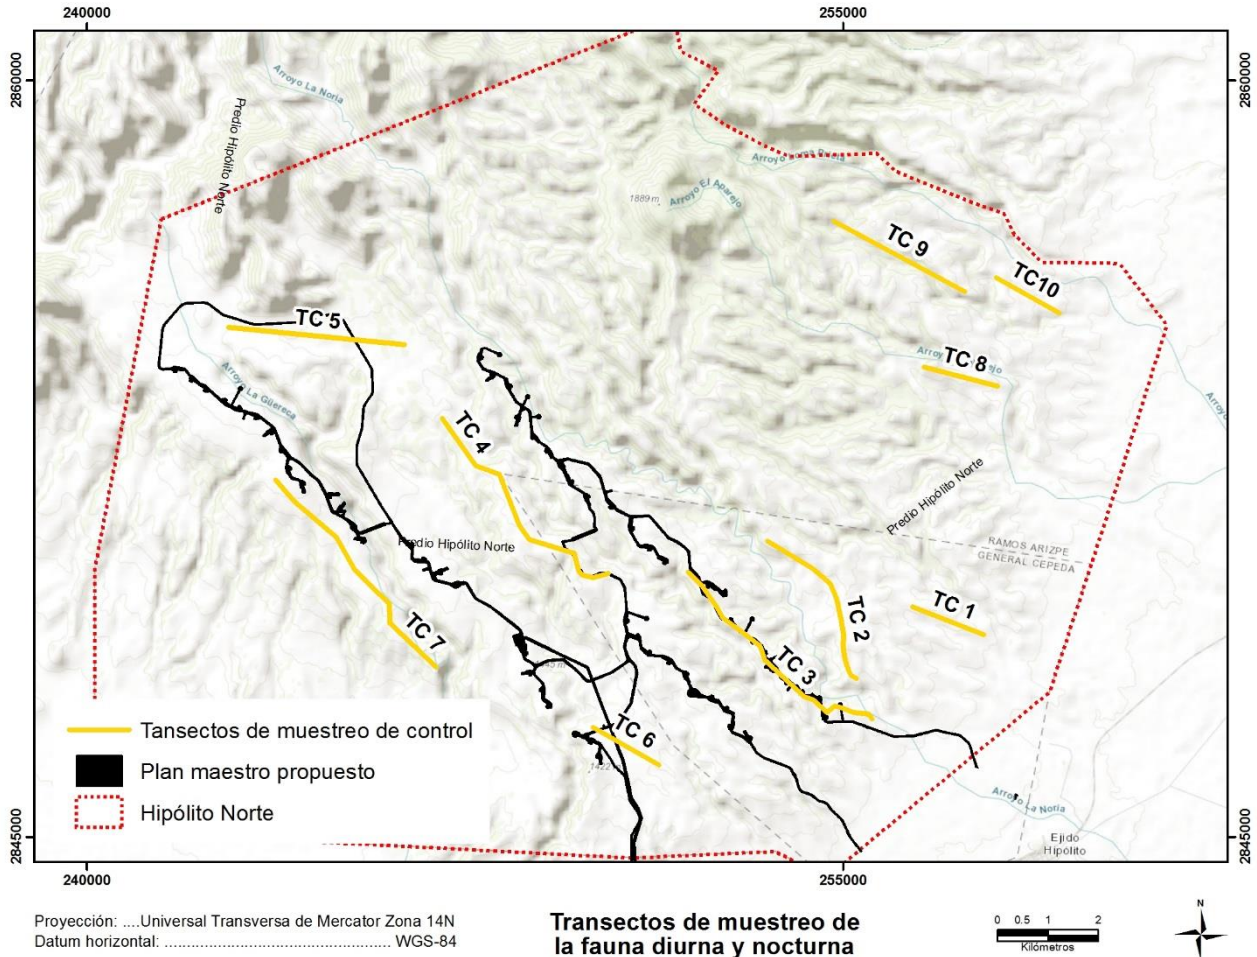 240000
255000
2860000
2860000
Arroyo La Noria
Predio Hipólito Norte
Arroyo Loma Prieta
Arroyo El Aparejo
1889 m
TC 9
TC10
TC 5
TC 8
Arroyo
Arroyo La Güereca
TC 4
Predio Hipólito Norte
Predio Hipólito Norte
RAMOS ARIZPE
GENERAL CEPEDA
TC 1
TC 2
TC 7
TC 3
TC 6
Tansectos de muestreo de control
Plan maestro propuesto
Hipólito Norte
Arroyo La Noria
Ejido
Hipólito
2845000
2845000
240000
255000
Proyección: ....Universal Transversa de Mercator Zona 14N
Datum horizontal: ............................................... WGS-84
Transectos de muestreo de
la fauna diurna y nocturna
0 0.5 1 2
Kilómetros
N